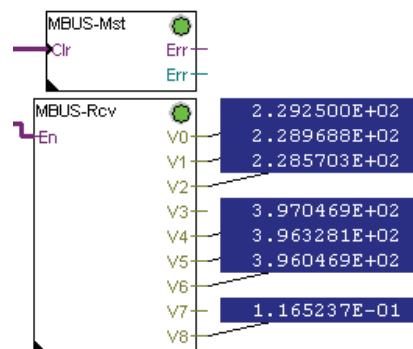 MBUS-Mst
Clr Err
Err
MBUS-Rcv
En
V0 2.292500E+02
V1 2.289688E+02
V2 2.285703E+02
V3
V4 3.970469E+02
V5 3.963281E+02
V6 3.960469E+02
V7
V8 1.165237E-01